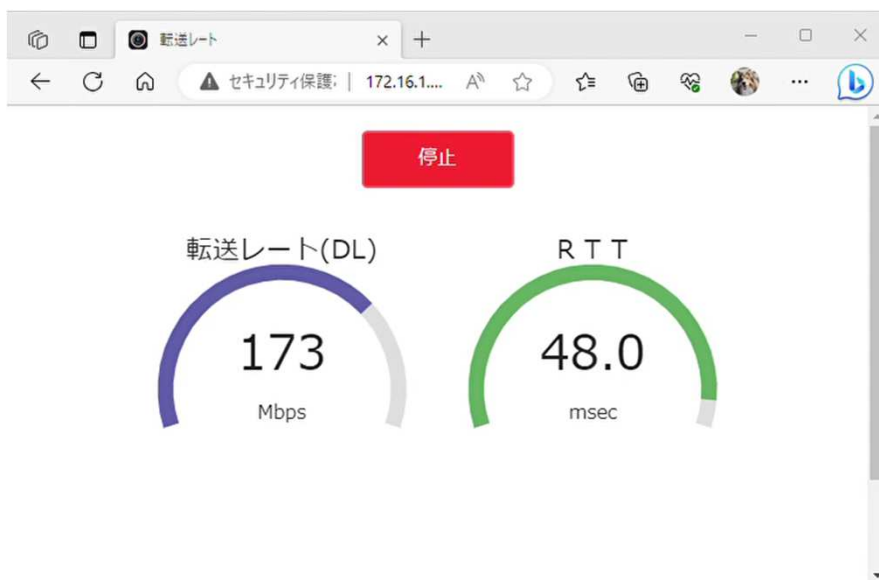 転送レート
セキュリティ保護: | 172.16.1....
停止
転送レート(DL)
173
Mbps
RTT
48.0
msec